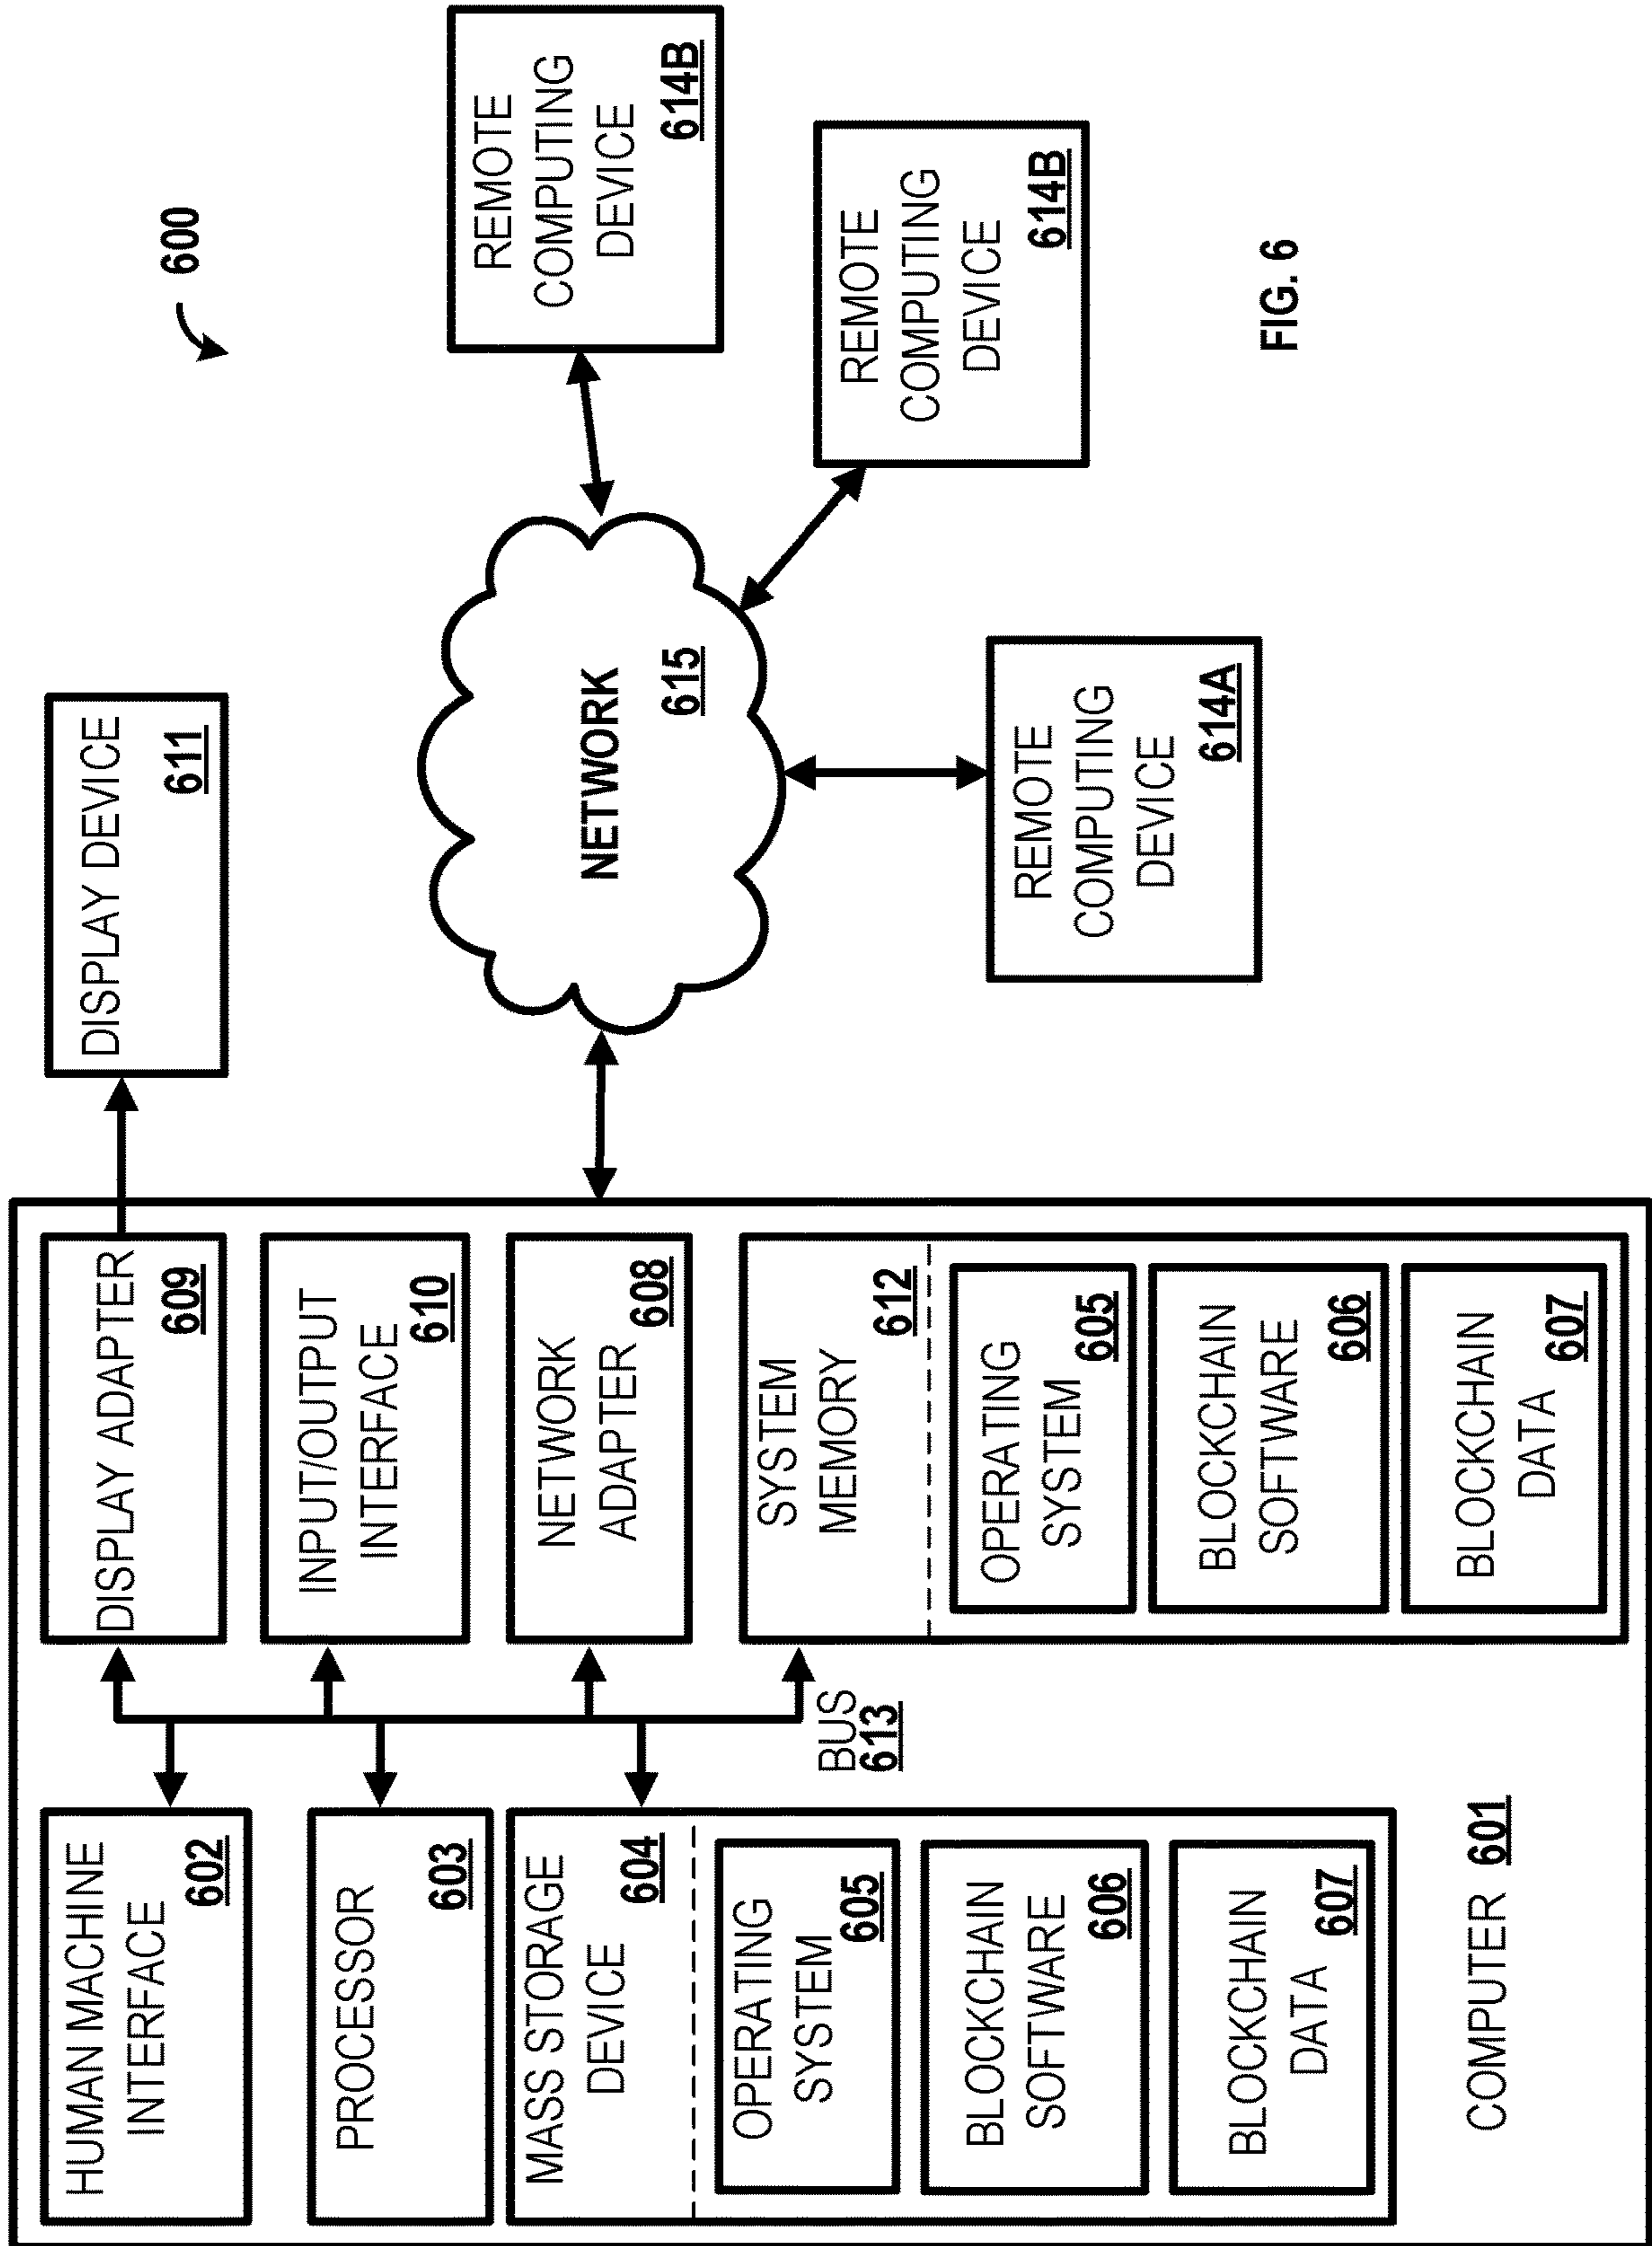 600
HUMAN MACHINE
INTERFACE
602
PROCESSOR
603
MASS STORAGE
DEVICE
604
OPERATING
SYSTEM
605
BLOCKCHAIN
SOFTWARE
606
BLOCKCHAIN
DATA
607
COMPUTER 601
BUS
613
DISPLAY ADAPTER
609
INPUT/OUTPUT
INTERFACE
610
NETWORK
ADAPTER
608
SYSTEM
MEMORY
612
OPERATING
SYSTEM
605
BLOCKCHAIN
SOFTWARE
606
BLOCKCHAIN
DATA
607
DISPLAY DEVICE
611
NETWORK
615
REMOTE
COMPUTING
DEVICE
614A
REMOTE
COMPUTING
DEVICE
614B
REMOTE
COMPUTING
DEVICE
614B
FIG. 6